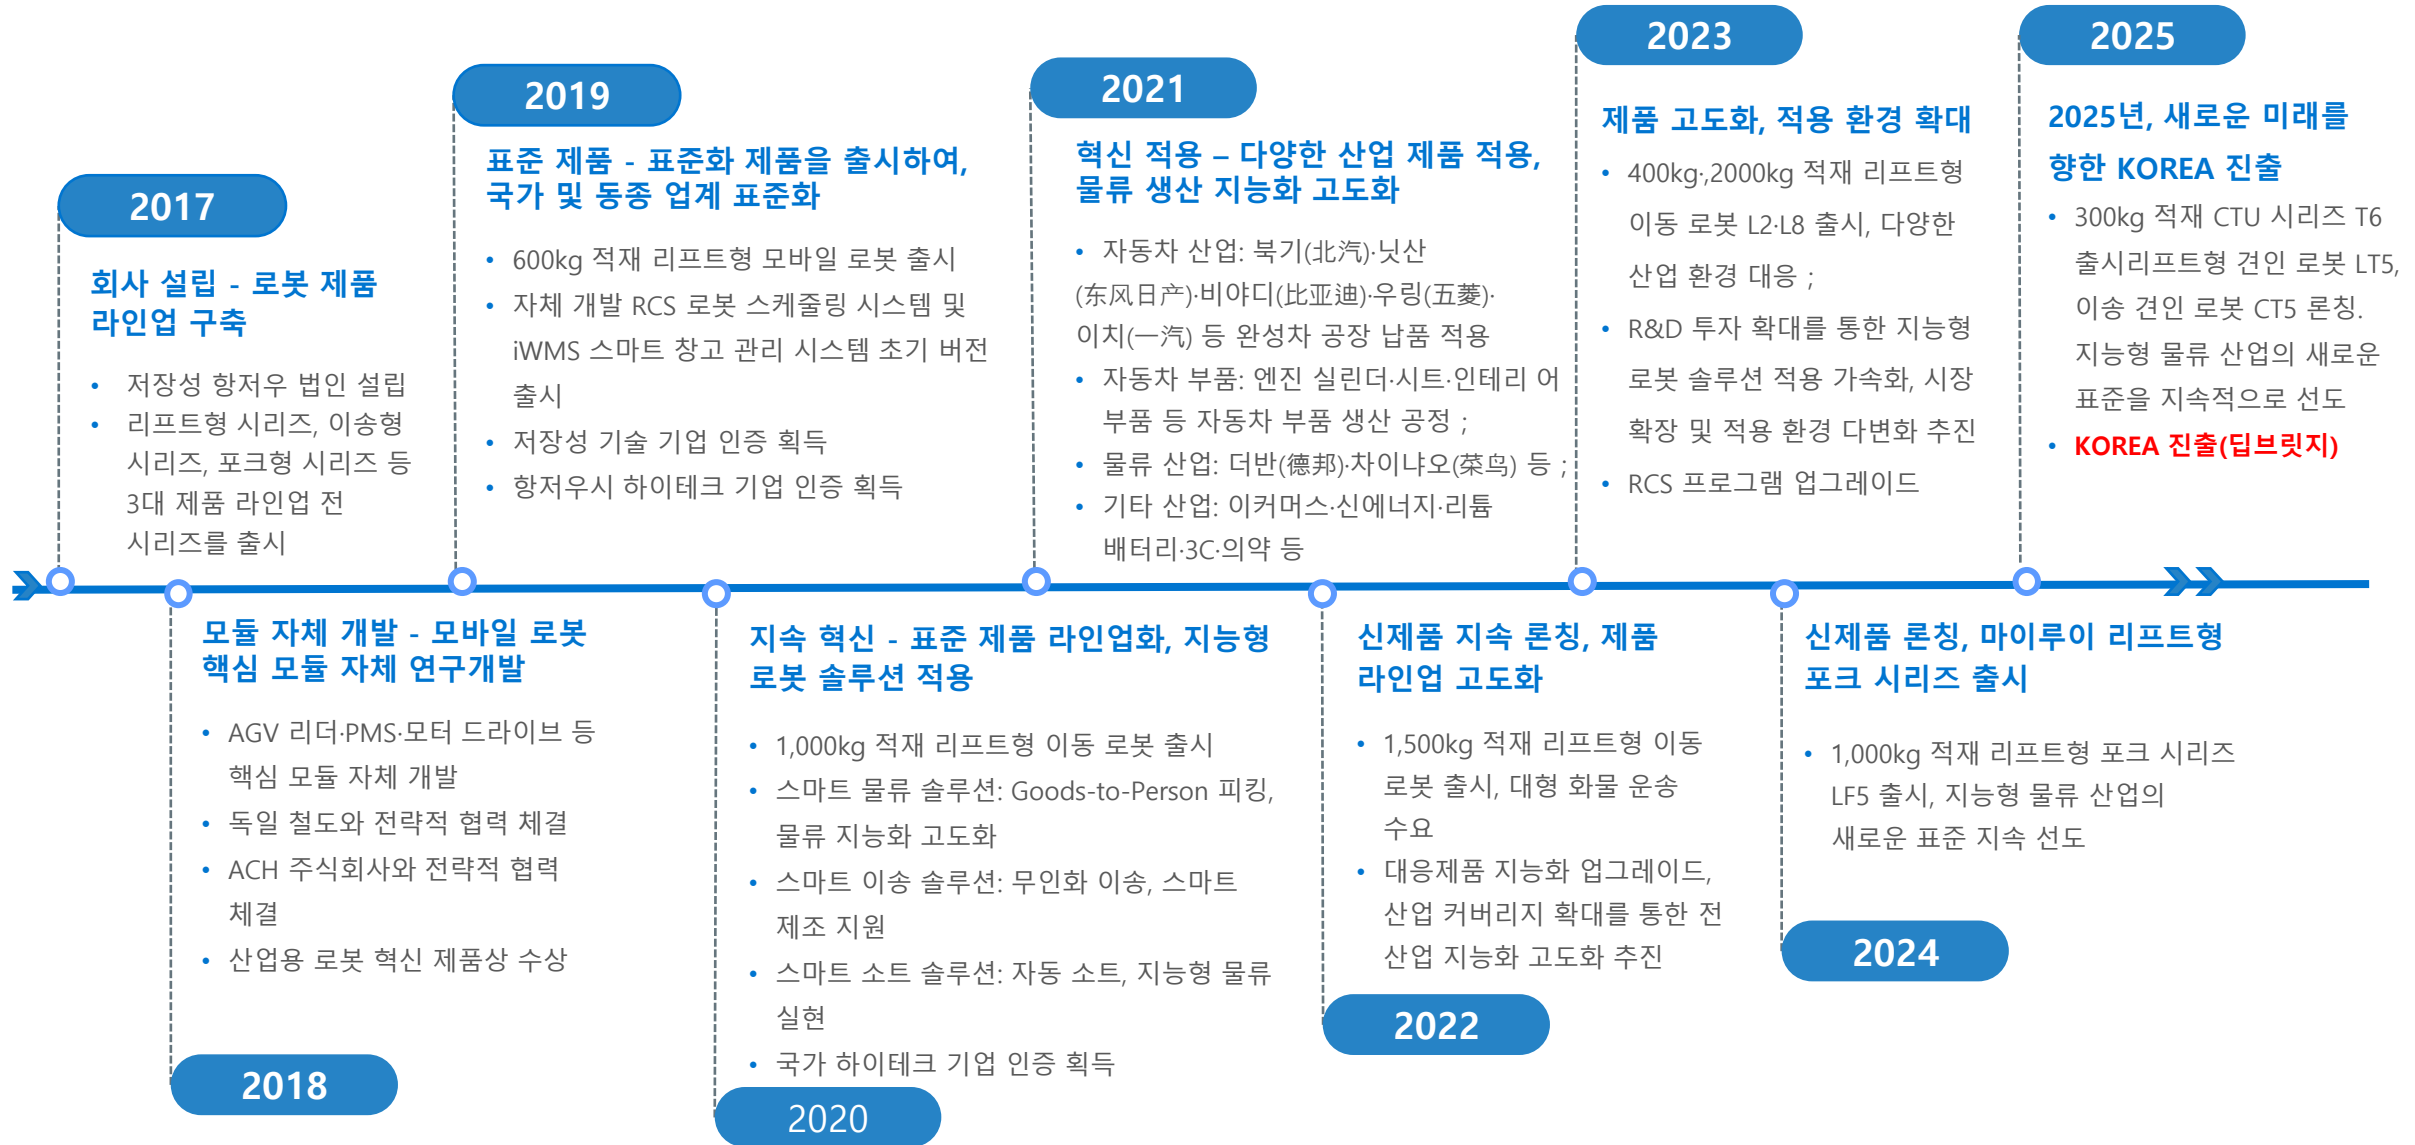 2017
회사 설립 - 로봇 제품
라인업 구축
• 저장성 항저우 법인 설립
• 리프트형 시리즈, 이송형
시리즈, 포크형 시리즈 등
3대 제품 라인업 전
시리즈를 출시
2018
모듈 자체 개발 - 모바일 로봇
핵심 모듈 자체 연구개발
• AGV 리더·PMS·모터 드라이브 등
핵심 모듈 자체 개발
• 독일 철도와 전략적 협력 체결
• ACH 주식회사와 전략적 협력
체결
• 산업용 로봇 혁신 제품상 수상
2019
표준 제품 - 표준화 제품을 출시하여,
국가 및 동종 업계 표준화
• 600kg 적재 리프트형 모바일 로봇 출시
• 자체 개발 RCS 로봇 스케줄링 시스템 및
iWMS 스마트 창고 관리 시스템 초기 버전
출시
• 저장성 기술 기업 인증 획득
• 항저우시 하이테크 기업 인증 획득
2020
지속 혁신 - 표준 제품 라인업화, 지능형
로봇 솔루션 적용
• 1,000kg 적재 리프트형 이동 로봇 출시
• 스마트 물류 솔루션: Goods-to-Person 피킹,
물류 지능화 고도화
• 스마트 이송 솔루션: 무인화 이송, 스마트
제조 지원
• 스마트 소트 솔루션: 자동 소트, 지능형 물류
실현
• 국가 하이테크 기업 인증 획득
2021
혁신 적용 – 다양한 산업 제품 적용,
물류 생산 지능화 고도화
• 자동차 산업: 북기(北汽)·닛산
(东风日产)·비야디(比亚迪)·우링(五菱)·
이치(一汽) 등 완성차 공장 납품 적용
• 자동차 부품: 엔진 실린더·시트·인테리 어
부품 등 자동차 부품 생산 공정 ;
• 물류 산업: 더반(德邦)·차이냐오(菜鸟) 등 ;
• 기타 산업: 이커머스·신에너지·리튬
배터리·3C·의약 등
2022
신제품 지속 론칭, 제품
라인업 고도화
• 1,500kg 적재 리프트형 이동
로봇 출시, 대형 화물 운송
수요
• 대응제품 지능화 업그레이드,
산업 커버리지 확대를 통한 전
산업 지능화 고도화 추진
2023
제품 고도화, 적용 환경 확대
• 400kg·,2000kg 적재 리프트형
이동 로봇 L2·L8 출시, 다양한
산업 환경 대응 ;
• R&D 투자 확대를 통한 지능형
로봇 솔루션 적용 가속화, 시장
확장 및 적용 환경 다변화 추진
• RCS 프로그램 업그레이드
2024
신제품 론칭, 마이루이 리프트형
포크 시리즈 출시
• 1,000kg 적재 리프트형 포크 시리즈
LF5 출시, 지능형 물류 산업의
새로운 표준 지속 선도
2025
2025년, 새로운 미래를
향한 KOREA 진출
• 300kg 적재 CTU 시리즈 T6
출시리프트형 견인 로봇 LT5,
이송 견인 로봇 CT5 론칭.
지능형 물류 산업의 새로운
표준을 지속적으로 선도
• KOREA 진출(딥브릿지)